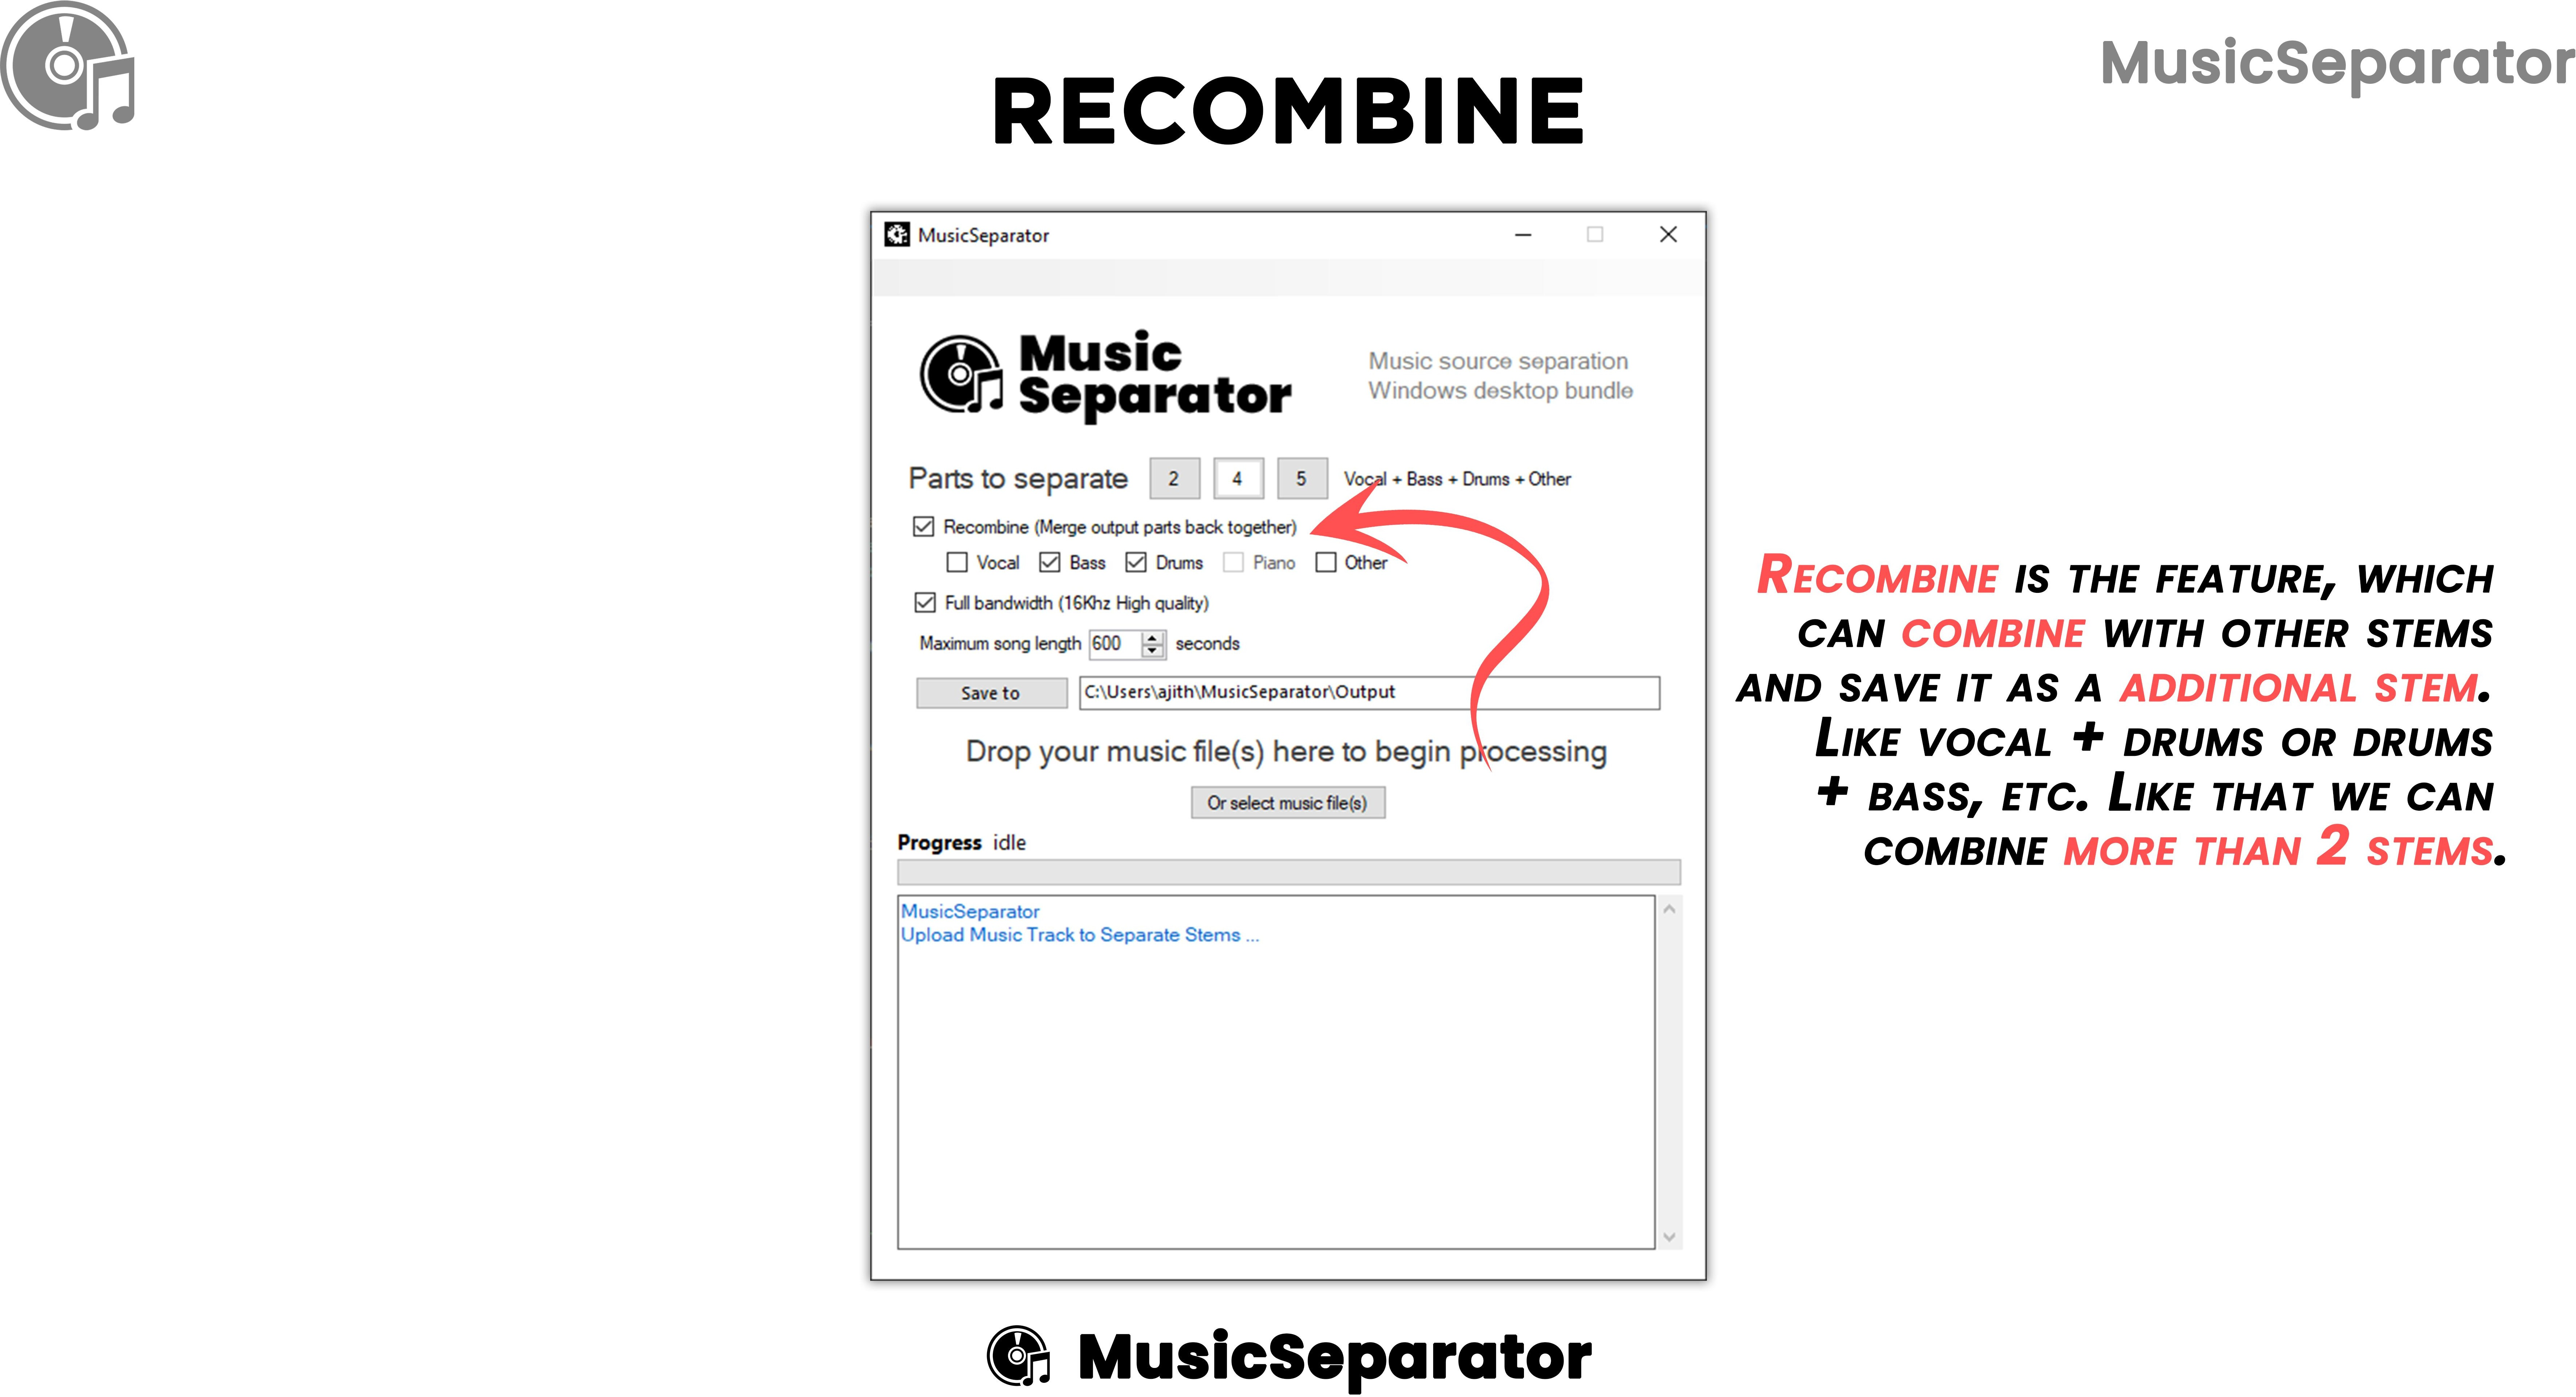 MusicSeparator
RECOMBINE
MusicSeparator
Music
Separator
Music source separation
Windows desktop bundle
Parts to separate 2 4 5 Vocal + Bass + Drums + Other
Recombine (Merge output parts back together)
Vocal Bass Drums Piano Other
Full bandwidth (16Khz High quality)
Maximum song length 600 seconds
Save to C:\Users\ajith\MusicSeparator\Output
Drop your music file(s) here to begin processing
Or select music file(s)
Progress idle
MusicSeparator
Upload Music Track to Separate Stems ...
Recombine is the feature, which
can combine with other stems
and save it as a additional stem.
Like vocal + drums or drums
+ bass, etc. Like that we can
combine more than 2 stems.
MusicSeparator